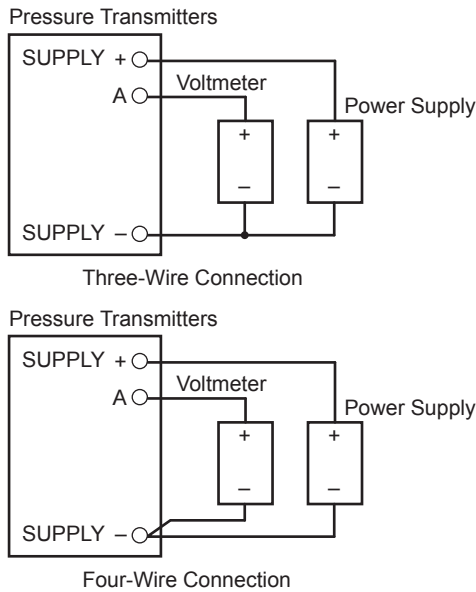 Pressure Transmitters
SUPPLY +
A
Voltmeter
Power Supply
+ +
– –
SUPPLY –
Three-Wire Connection
Pressure Transmitters
SUPPLY +
A
Voltmeter
Power Supply
+ +
– –
SUPPLY –
Four-Wire Connection